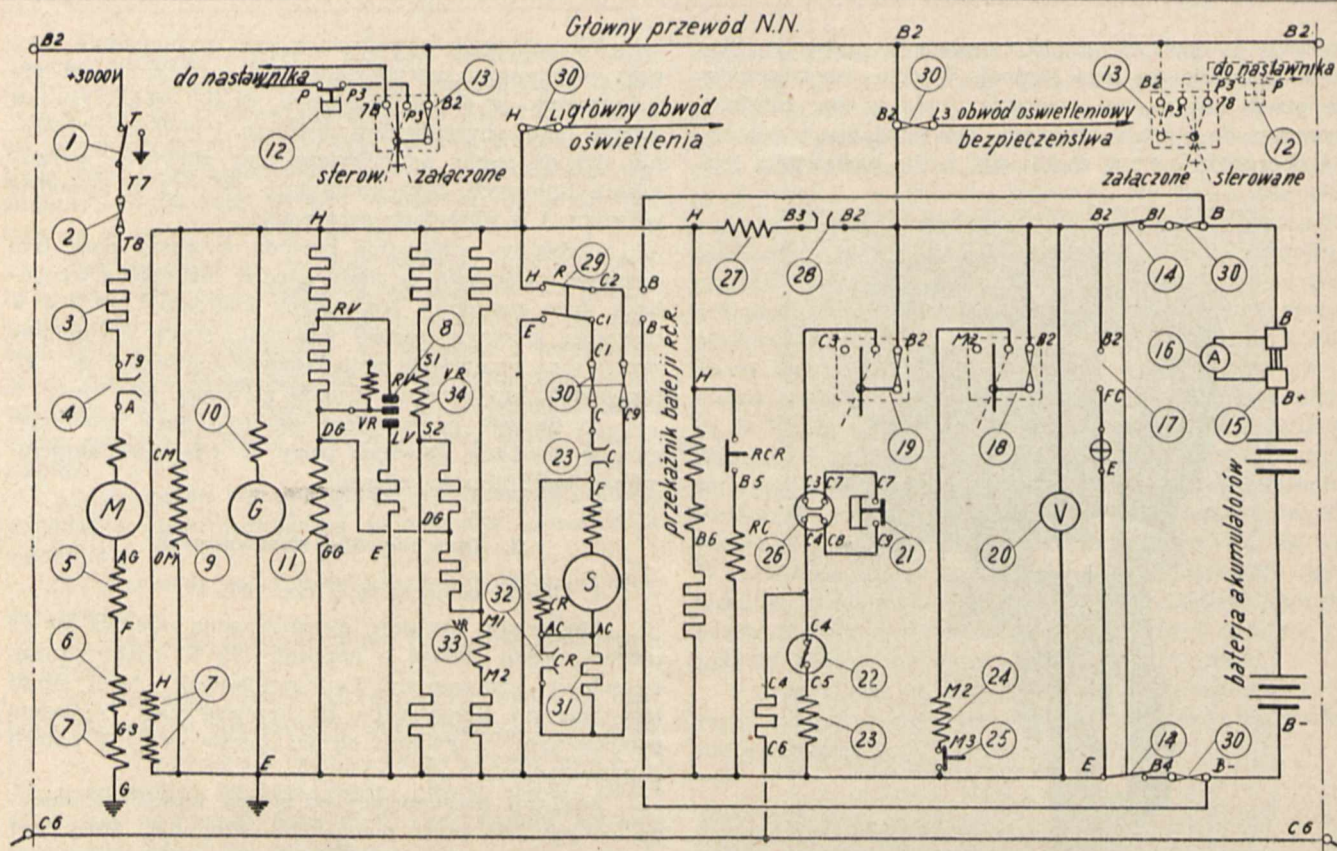 Główny przewód N.N.
B2
B2
B2
+3000V
do nastawnika
P
P3
7B
P3
B2
13
12
sterow.
załączone
30
H
L1
główny obwód
oświetlenia
30
B2
L3
obwód oświetleniowy
bezpieczeństwa
13
B2
P3
7B
do nastawnika
P3
P
12
załączone
sterowane
1
T
T7
2
T8
3
T9
4
A
M
AG
5
F
6
G3
7
G
H
7
CM
OM
9
10
G
E
H
RV
DG
11
GG
8
RV
VR
LV
E
S1
VR
34
S2
DG
VR
33
M1
M2
H
R
29
C2
E
C1
C1
30
C
C9
23
C
F
S
32
CR
AC
AC
CR
31
B
B
przekaźnik baterji RCR.
H
27
B3
B2
28
H
RCR
B5
B6
RC
C3
B2
19
C3
C7
C4
C8
26
C7
C9
21
C4
22
C5
23
C4
C6
M2
B2
18
M2
24
M3
25
V
20
B2
B1
B
14
30
B2
17
FC
E
16
A
B
15
B+
baterja akumulatorów
B-
E
14
B4
30
B-
C6
C6